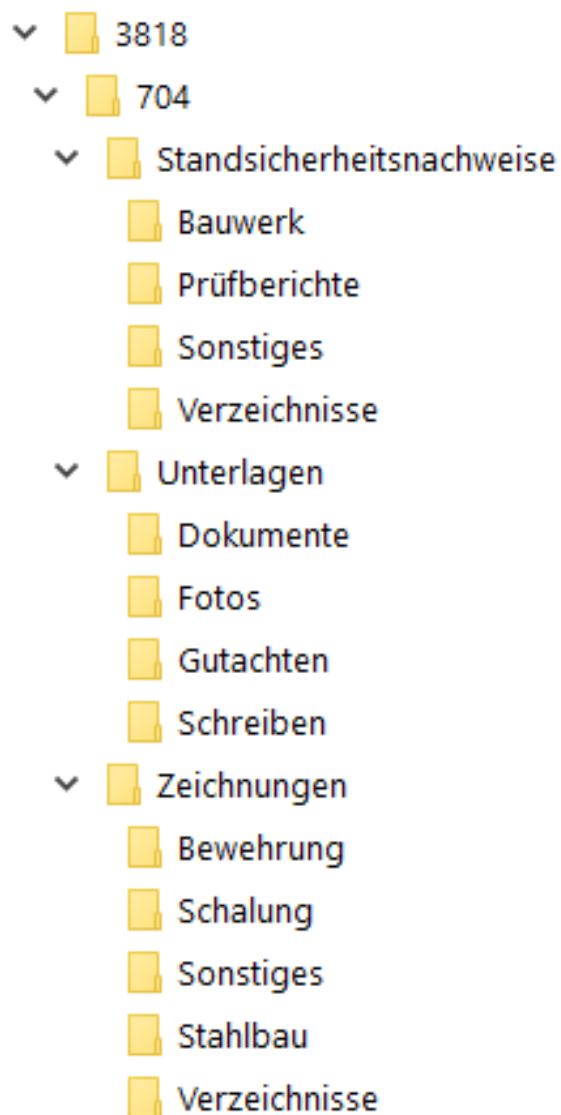 3818
704
Standsicherheitsnachweise
Bauwerk
Prüfberichte
Sonstiges
Verzeichnisse
Unterlagen
Dokumente
Fotos
Gutachten
Schreiben
Zeichnungen
Bewehrung
Schalung
Sonstiges
Stahlbau
Verzeichnisse